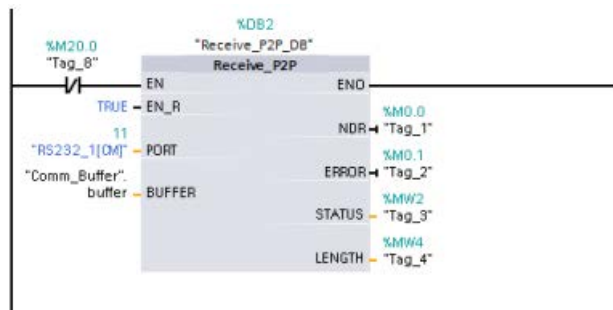 %DB2
"Receive_P2P_DB"
%M20.0
"Tag_8"
Receive_P2P
EN
ENO
TRUE
EN_R
%M0.0
NDR
"Tag_1"
11
"RS232_1[CM]"
PORT
%M0.1
ERROR
"Tag_2"
"Comm_Buffer".
buffer
BUFFER
%MW2
STATUS
"Tag_3"
%MW4
LENGTH
"Tag_4"